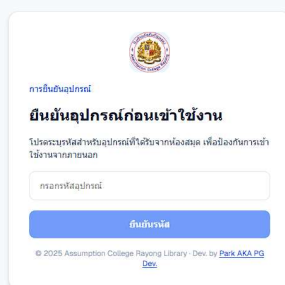 การยืนยันอุปกรณ์
ยืนยันอุปกรณ์ก่อนเข้าใช้งาน
โปรดระบุรหัสสำหรับอุปกรณ์ที่ได้รับจากห้องสมุด เพื่อป้องกันการเข้า
ใช้งานจากภายนอก
กรอกรหัสอุปกรณ์
ยืนยันรหัส
© 2025 Assumption College Rayong Library · Dev. by Park AKA PG
Dev.